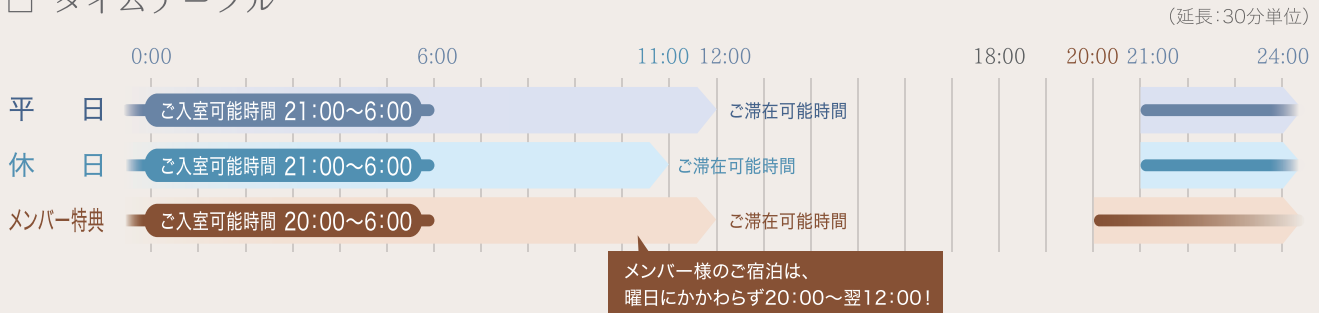 □ タイムテーブル
（延長：30分単位）
0:00 6:00 11:00 12:00 18:00 20:00 21:00 24:00
平日 ご入室可能時間 21：00〜6：00 ご滞在可能時間
休日 ご入室可能時間 21：00〜6：00 ご滞在可能時間
メンバー特典 ご入室可能時間 20：00〜6：00 ご滞在可能時間
メンバー様のご宿泊は、
曜日にかかわらず20：00〜翌12：00！